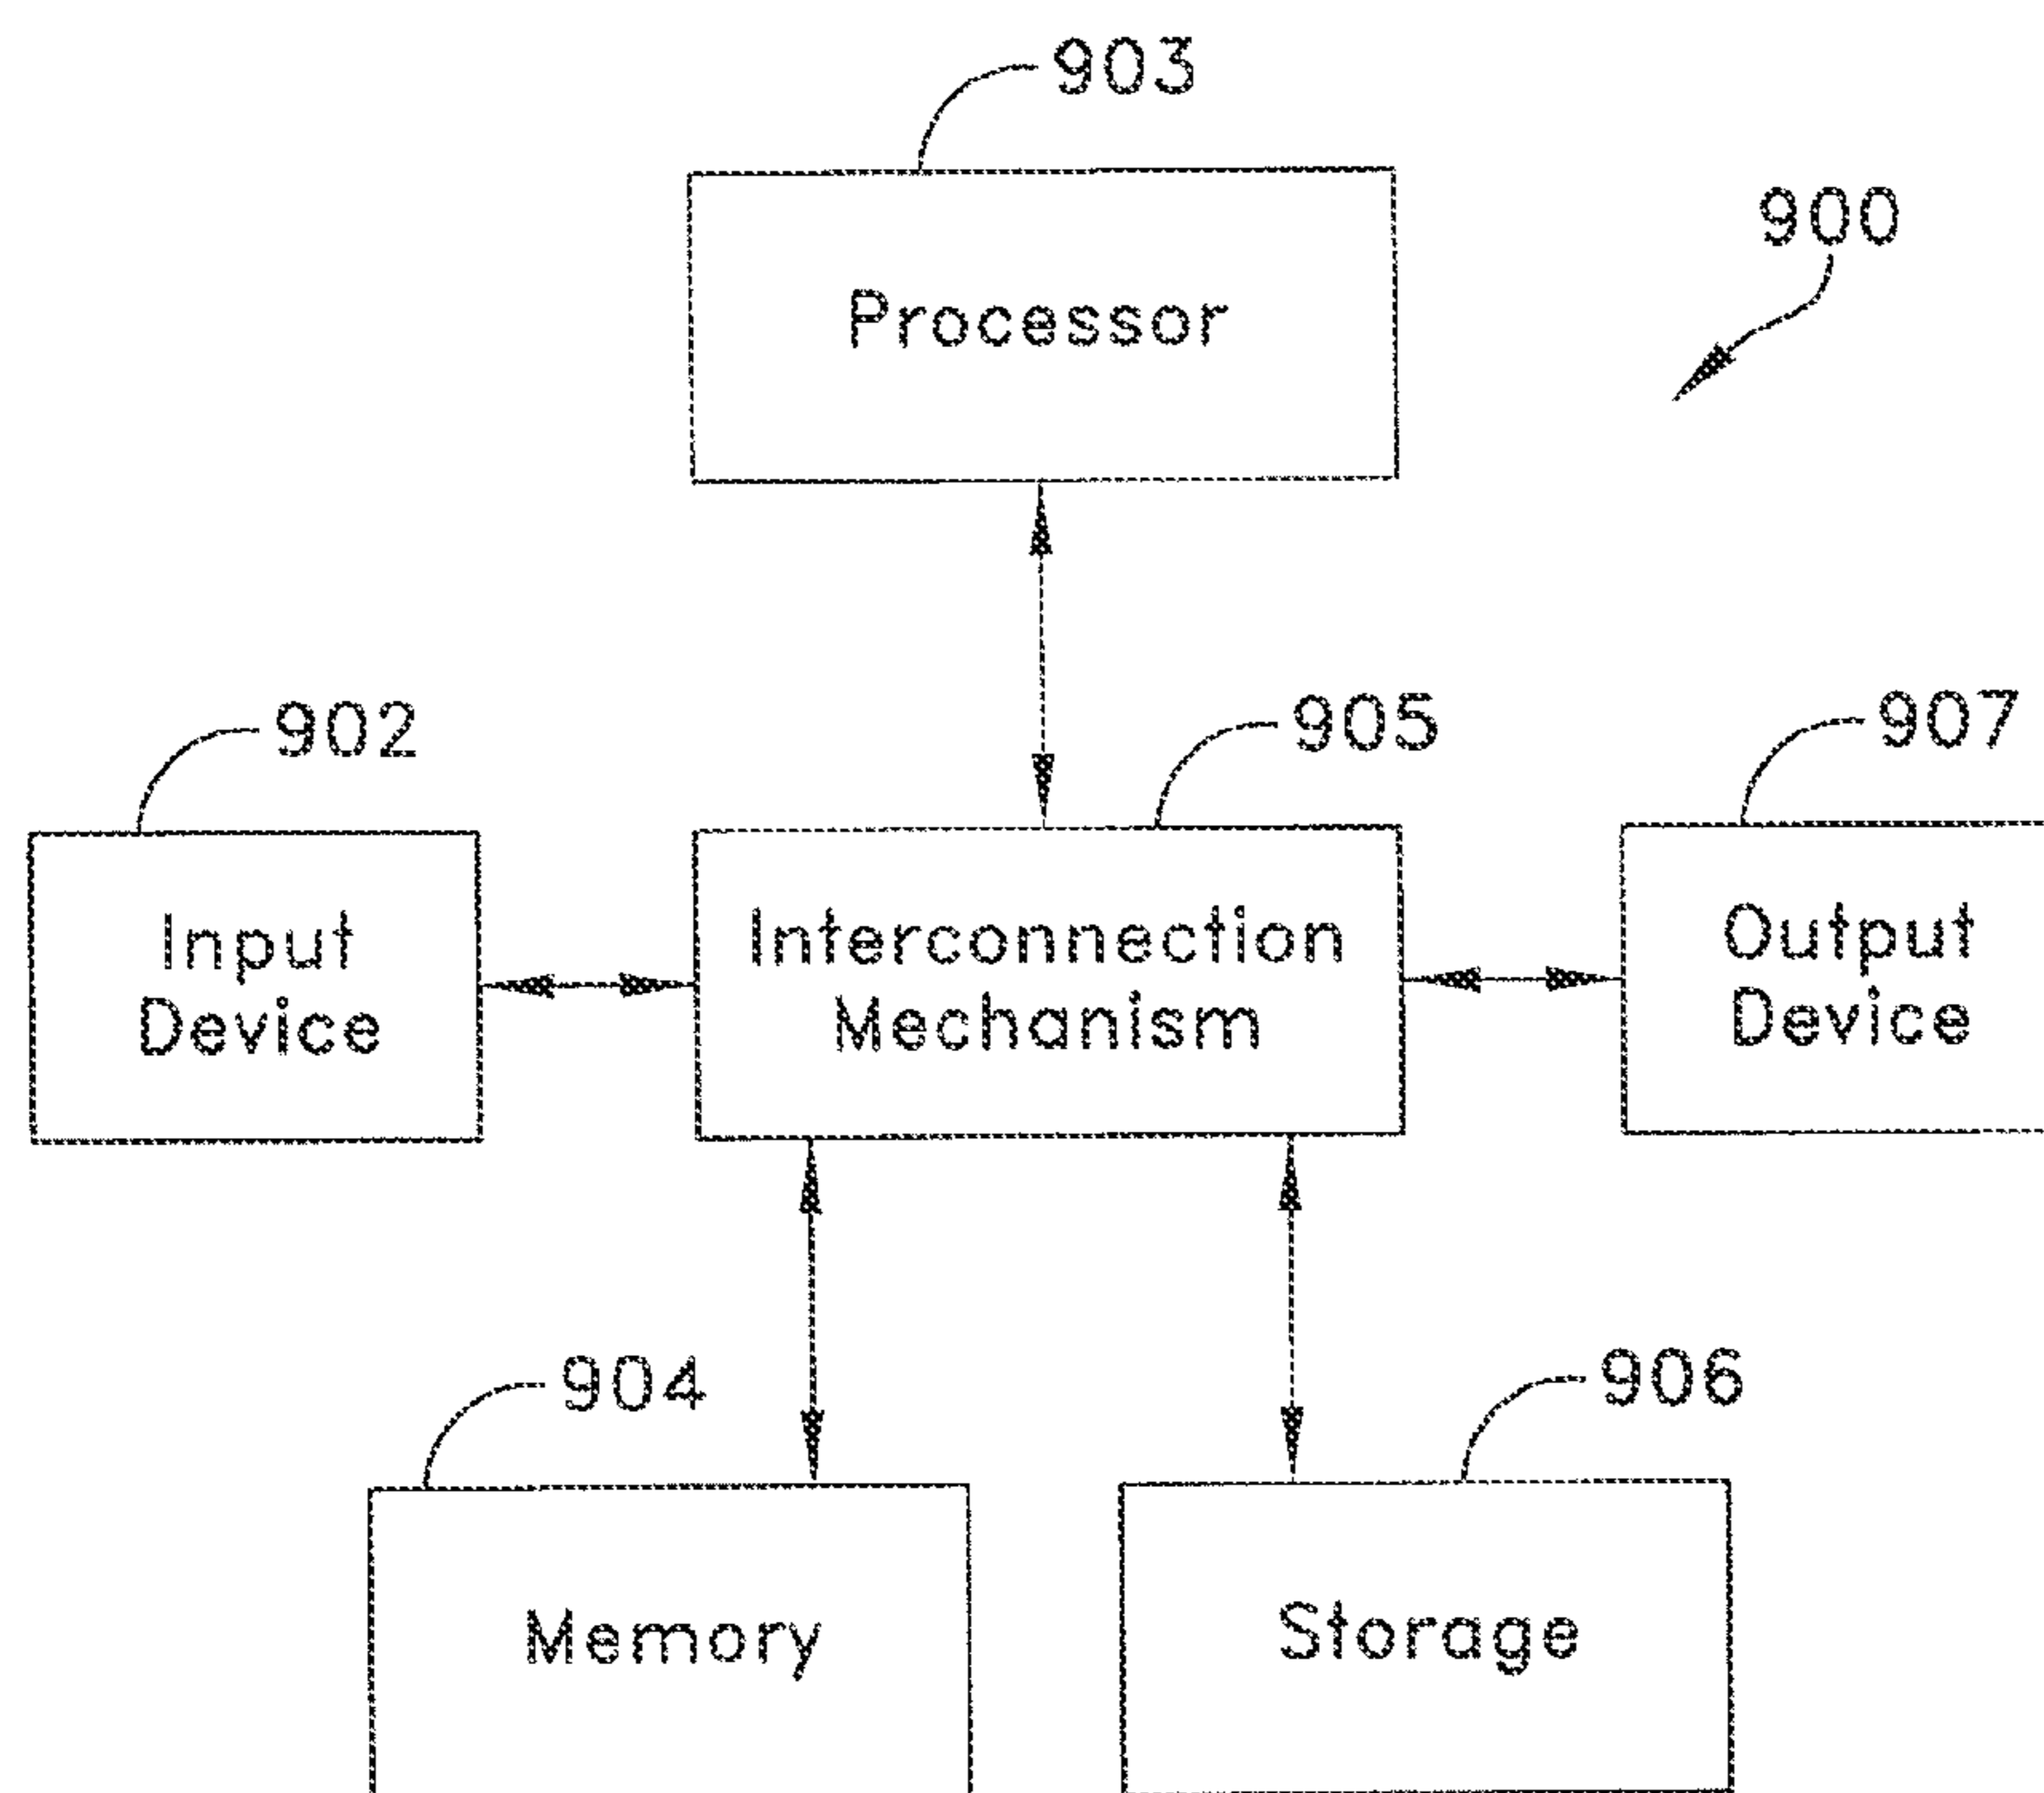 903
900
Processor
902
905
907
Input
Device
Interconnection
Mechanism
Output
Device
904
906
Memory
Storage